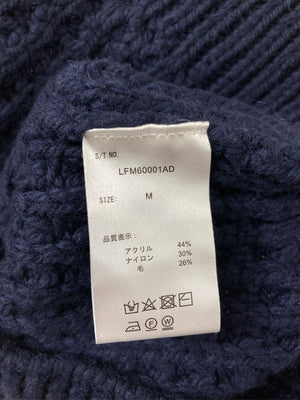 S/T NO.
LFM60001AD
SIZE: M
品質表示:
アクリル 44%
ナイロン 30%
毛 26%
F W